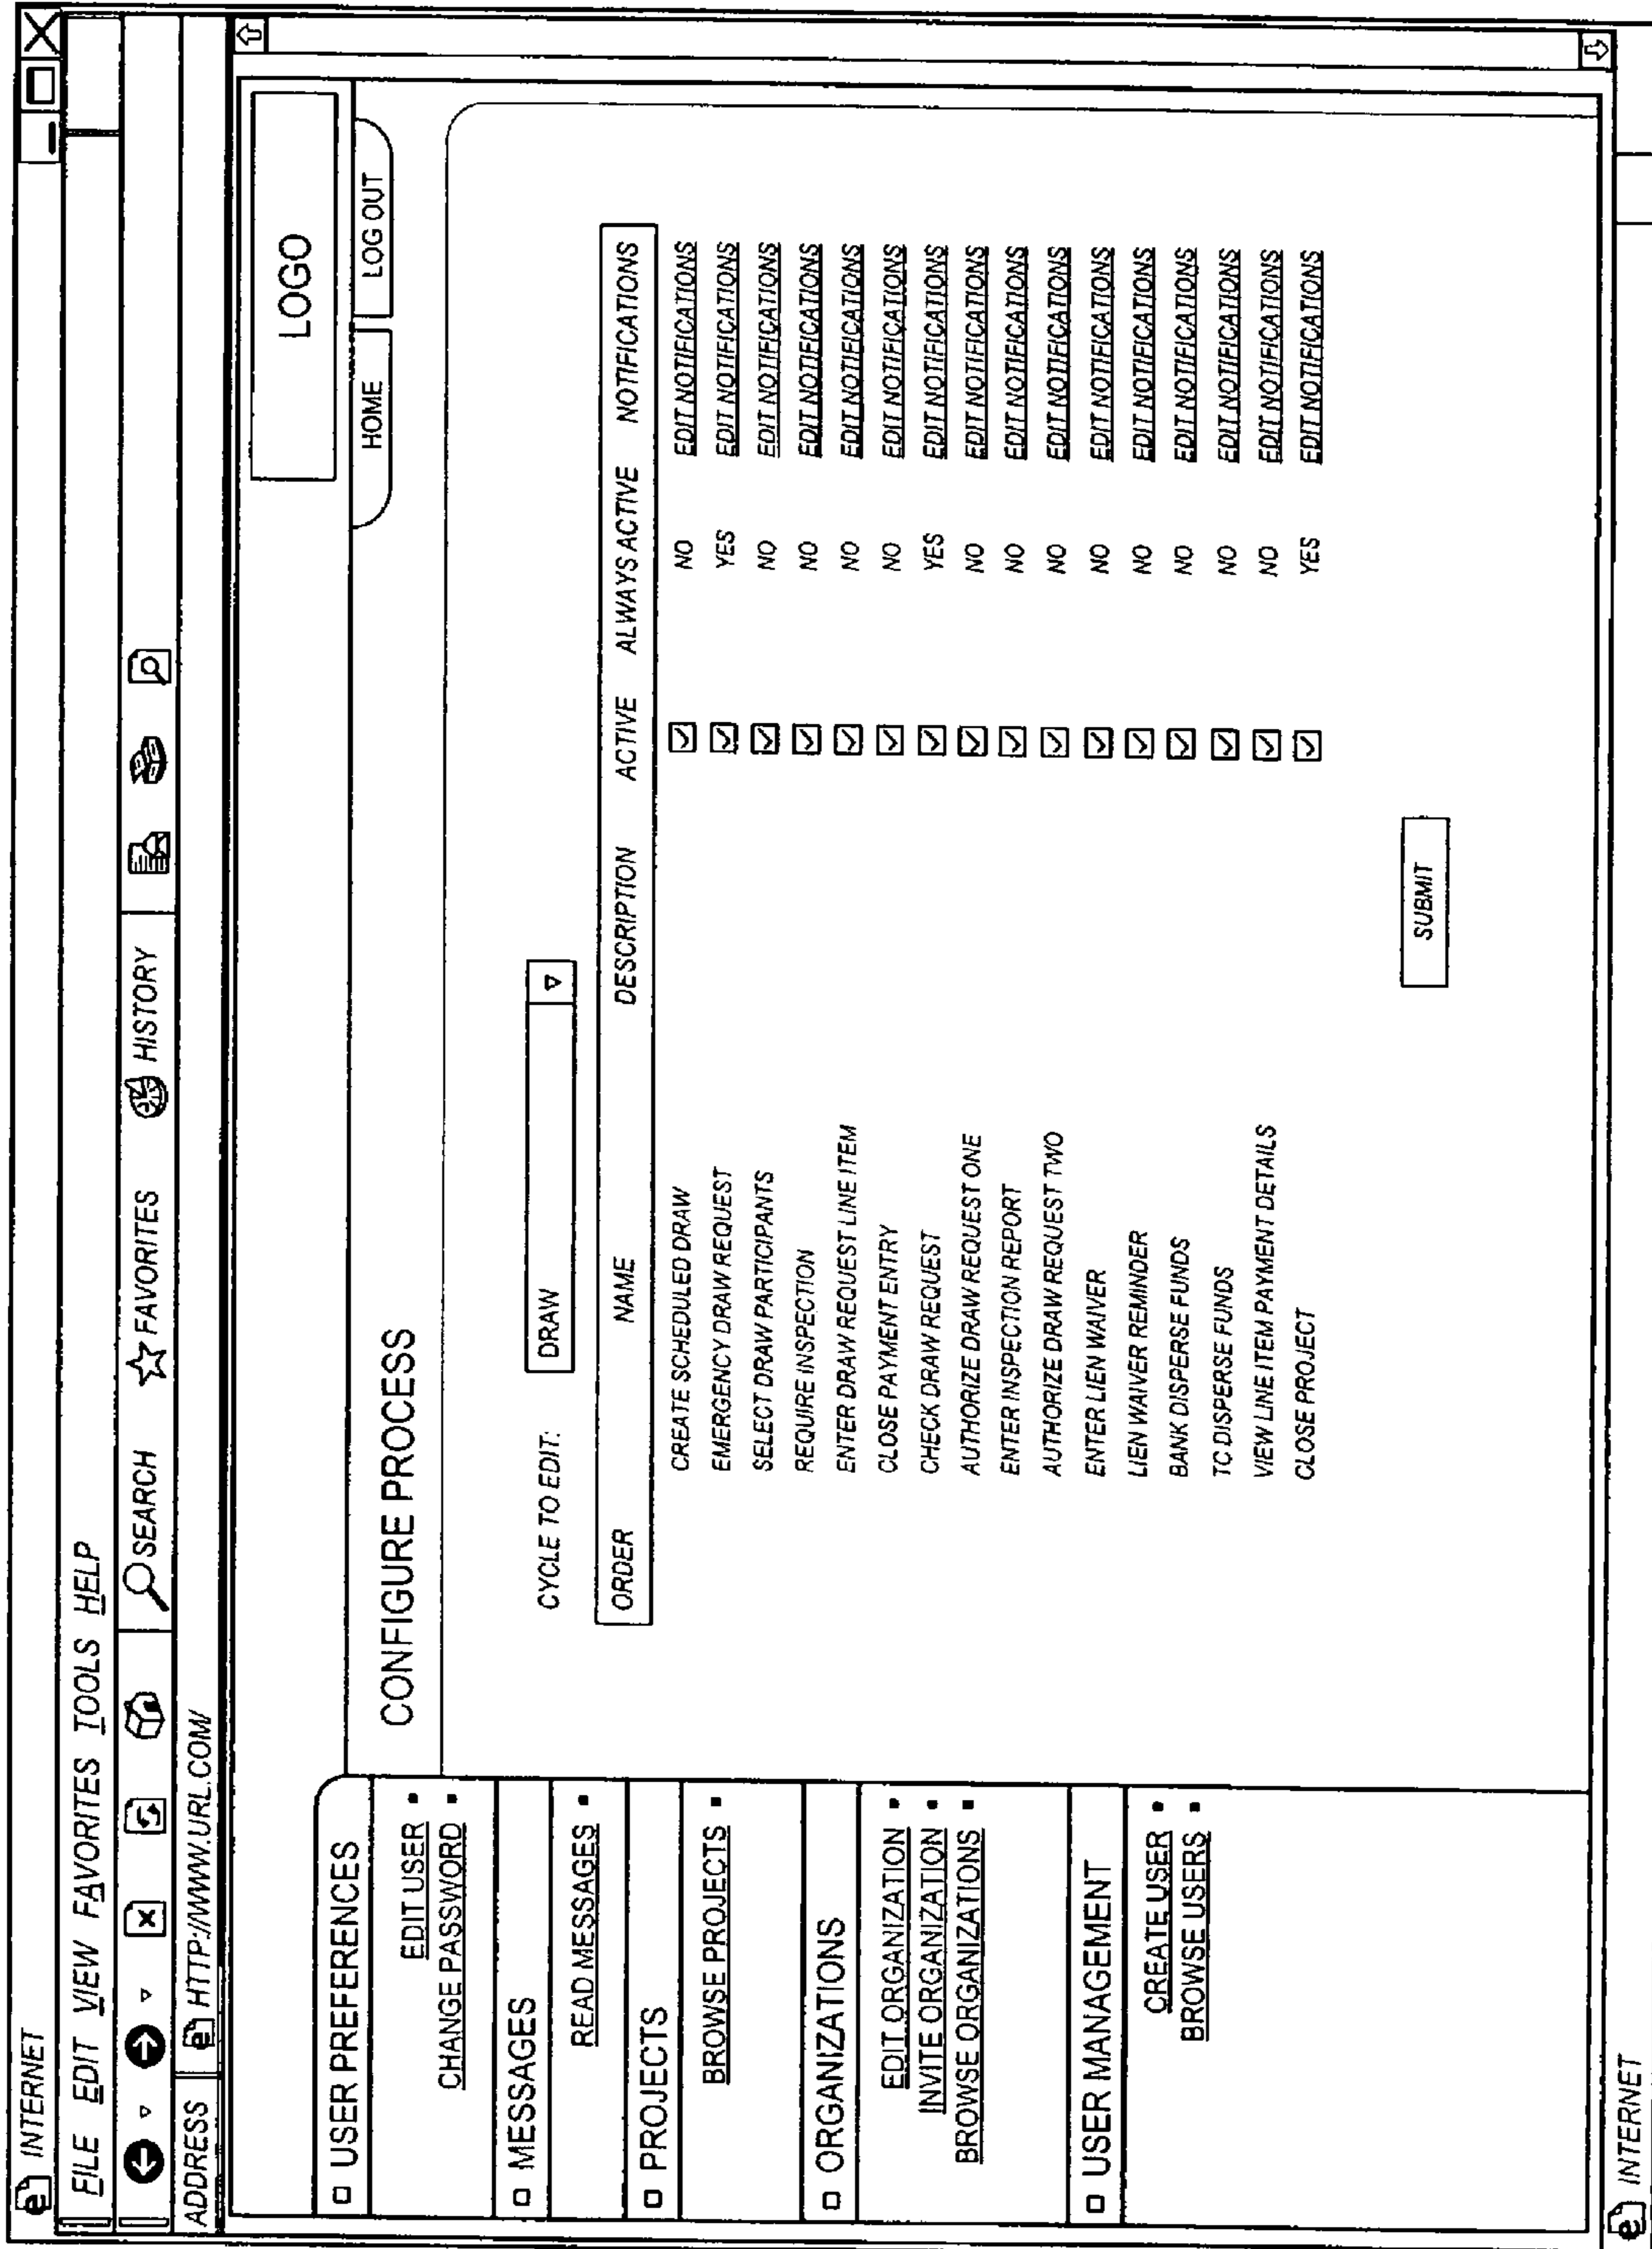 INTERNET
FILE EDIT VIEW FAVORITES TOOLS HELP
SEARCH FAVORITES HISTORY
ADDRESS HTTP://WWW.URL.COM/
LOGO
HOME LOG OUT
USER PREFERENCES
EDIT USER
CHANGE PASSWORD
MESSAGES
READ MESSAGES
PROJECTS
BROWSE PROJECTS
ORGANIZATIONS
EDIT ORGANIZATION
INVITE ORGANIZATION
BROWSE ORGANIZATIONS
USER MANAGEMENT
CREATE USER
BROWSE USERS
CONFIGURE PROCESS
CYCLE TO EDIT: DRAW
ORDER NAME DESCRIPTION ACTIVE ALWAYS ACTIVE NOTIFICATIONS
CREATE SCHEDULED DRAW NO EDIT NOTIFICATIONS
EMERGENCY DRAW REQUEST YES EDIT NOTIFICATIONS
SELECT DRAW PARTICIPANTS NO EDIT NOTIFICATIONS
REQUIRE INSPECTION NO EDIT NOTIFICATIONS
ENTER DRAW REQUEST LINE ITEM NO EDIT NOTIFICATIONS
CLOSE PAYMENT ENTRY NO EDIT NOTIFICATIONS
CHECK DRAW REQUEST YES EDIT NOTIFICATIONS
AUTHORIZE DRAW REQUEST ONE NO EDIT NOTIFICATIONS
ENTER INSPECTION REPORT NO EDIT NOTIFICATIONS
AUTHORIZE DRAW REQUEST TWO NO EDIT NOTIFICATIONS
ENTER LIEN WAIVER NO EDIT NOTIFICATIONS
LIEN WAIVER REMINDER NO EDIT NOTIFICATIONS
BANK DISPERSE FUNDS NO EDIT NOTIFICATIONS
TC DISPERSE FUNDS NO EDIT NOTIFICATIONS
VIEW LINE ITEM PAYMENT DETAILS NO EDIT NOTIFICATIONS
CLOSE PROJECT YES EDIT NOTIFICATIONS
SUBMIT
INTERNET